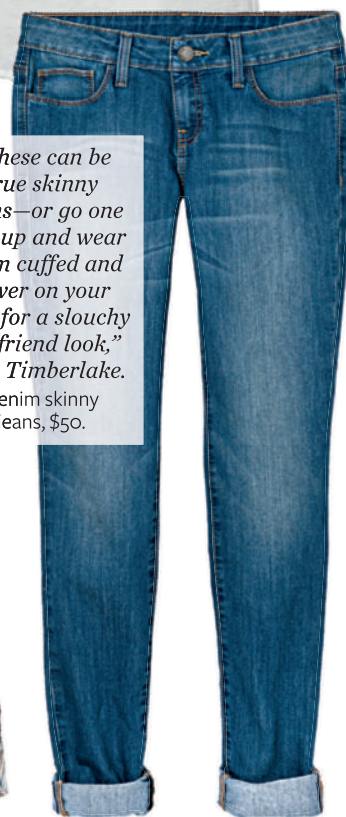 hese can be
rue skinny
s—or go one
up and wear
n cuffed and
ver on your
for a slouchy
friend look,”
Timberlake.
enim skinny
eans, $50.